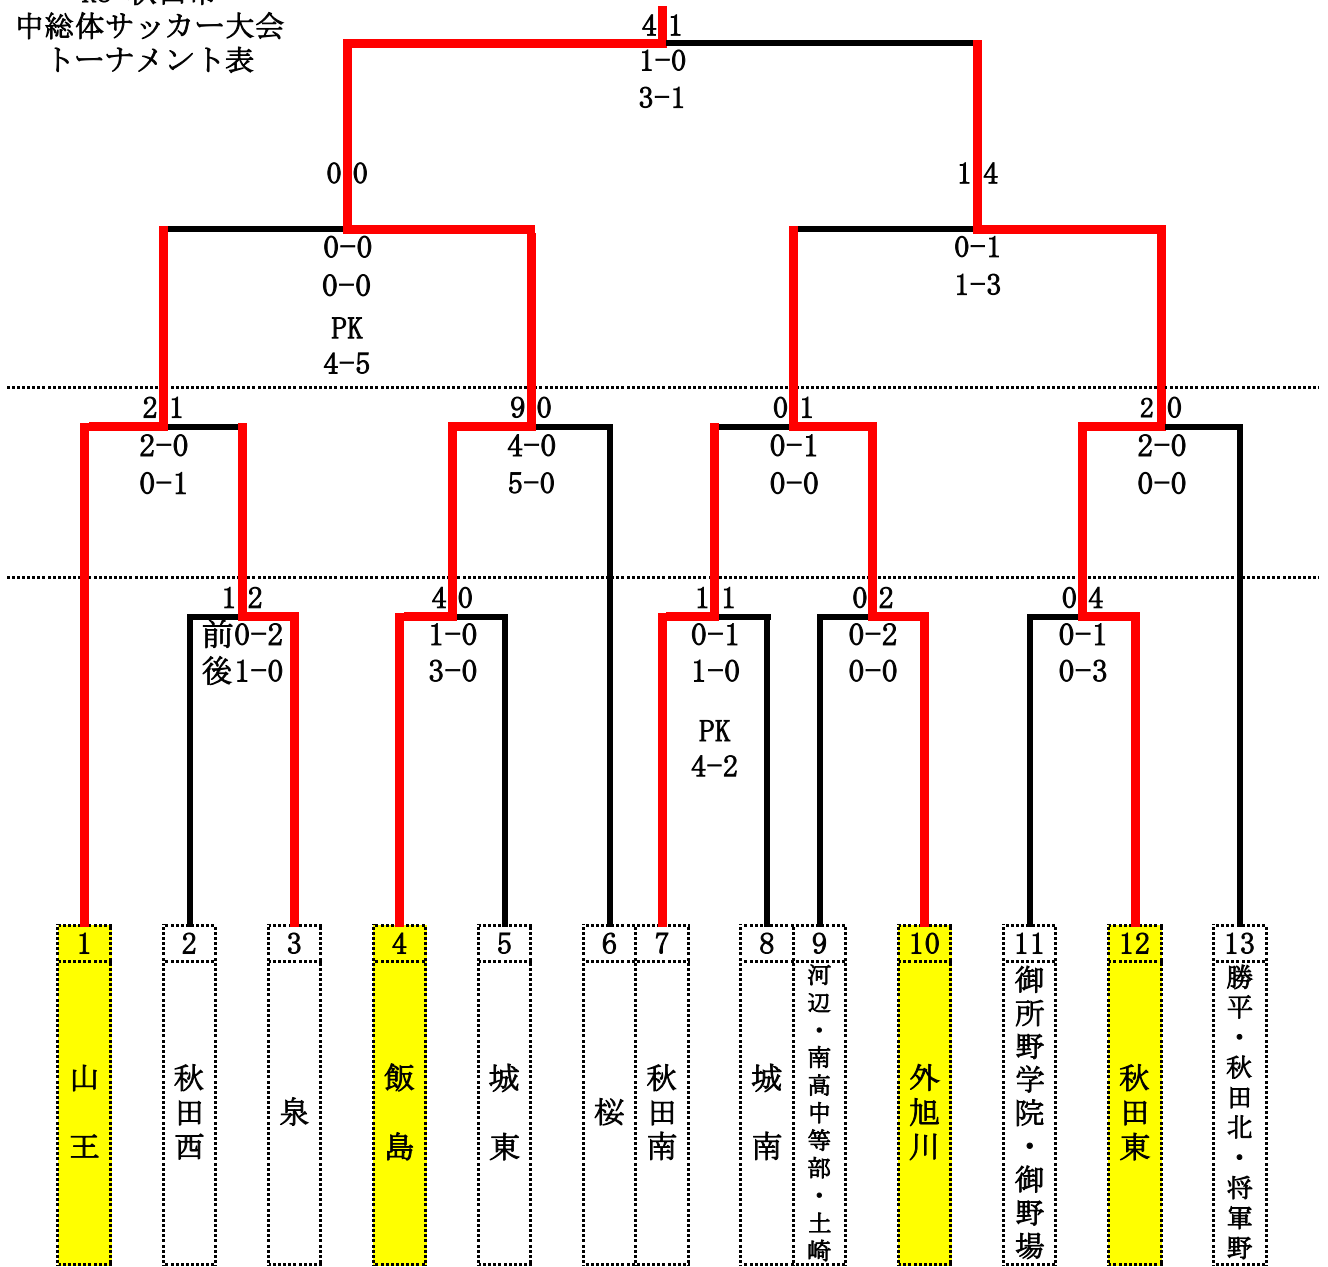 中総体サッカー大会
トーナメント表
4 1
1-0
3-1
0 0
0-0
0-0
PK
4-5
1 4
0-1
1-3
2 1
2-0
0-1
9 0
4-0
5-0
0 1
0-1
0-0
2 0
2-0
0-0
1 2
前0-2
後1-0
4 0
1-0
3-0
1 1
0-1
1-0
PK
4-2
0 2
0-2
0-0
0 4
0-1
0-3
1
山王
2
秋田西
3
泉
4
飯島
5
城東
6
桜
7
秋田南
8
城南
9
河辺・南高中等部・土崎
10
外旭川
11
御所野学院・御野場
12
秋田東
13
勝平・秋田北・将軍野